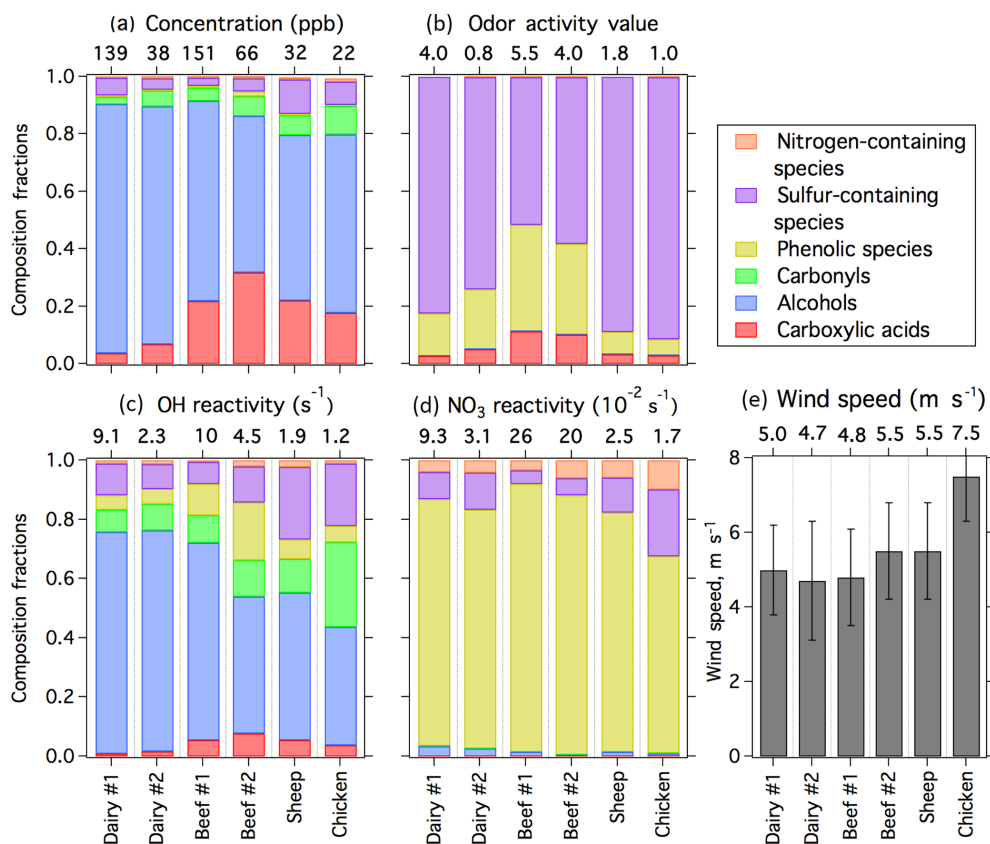 (a) Concentration (ppb)
139 38 151 66 32 22
1.0
0.8
0.6
0.4
0.2
0.0
Composition fractions
(b) Odor activity value
4.0 0.8 5.5 4.0 1.8 1.0
Nitrogen-containing
species
Sulfur-containing
species
Phenolic species
Carbonyls
Alcohols
Carboxylic acids
(c) OH reactivity (s⁻¹)
9.1 2.3 10 4.5 1.9 1.2
1.0
0.8
0.6
0.4
0.2
0.0
Composition fractions
Dairy #1
Dairy #2
Beef #1
Beef #2
Sheep
Chicken
(d) NO₃ reactivity (10⁻² s⁻¹)
9.3 3.1 26 20 2.5 1.7
Dairy #1
Dairy #2
Beef #1
Beef #2
Sheep
Chicken
(e) Wind speed (m s⁻¹)
5.0 4.7 4.8 5.5 5.5 7.5
8
6
4
2
0
Wind speed, m s⁻¹
Dairy #1
Dairy #2
Beef #1
Beef #2
Sheep
Chicken